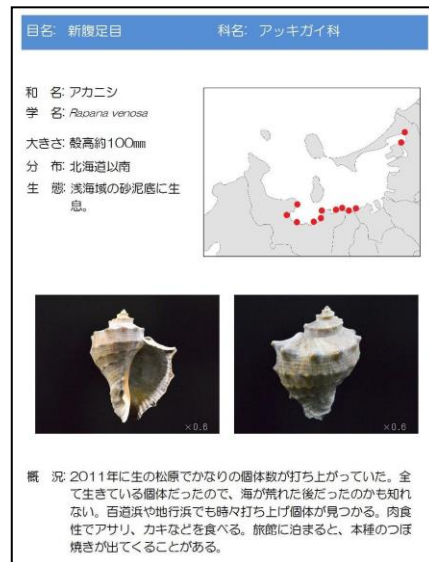 目名: 新腹足目 科名: アッキガイ科
和 名: アカニシ
学 名: Rapana venosa
大きさ: 殻高約100mm
分 布: 北海道以南
生 態: 浅海域の砂泥底に生
息。
×0.6 ×0.6
概 況: 2011年に生の松原でかなりの個体数が打ち上がっていた。全
て生きている個体だったので、海が荒れた後だったのかも知れ
ない。百道浜や地行浜でも時々打ち上げ個体が見つかる。肉食
性でアサリ、カキなどを食べる。旅館に泊まると、本種のつぼ
焼きが出てくることがある。